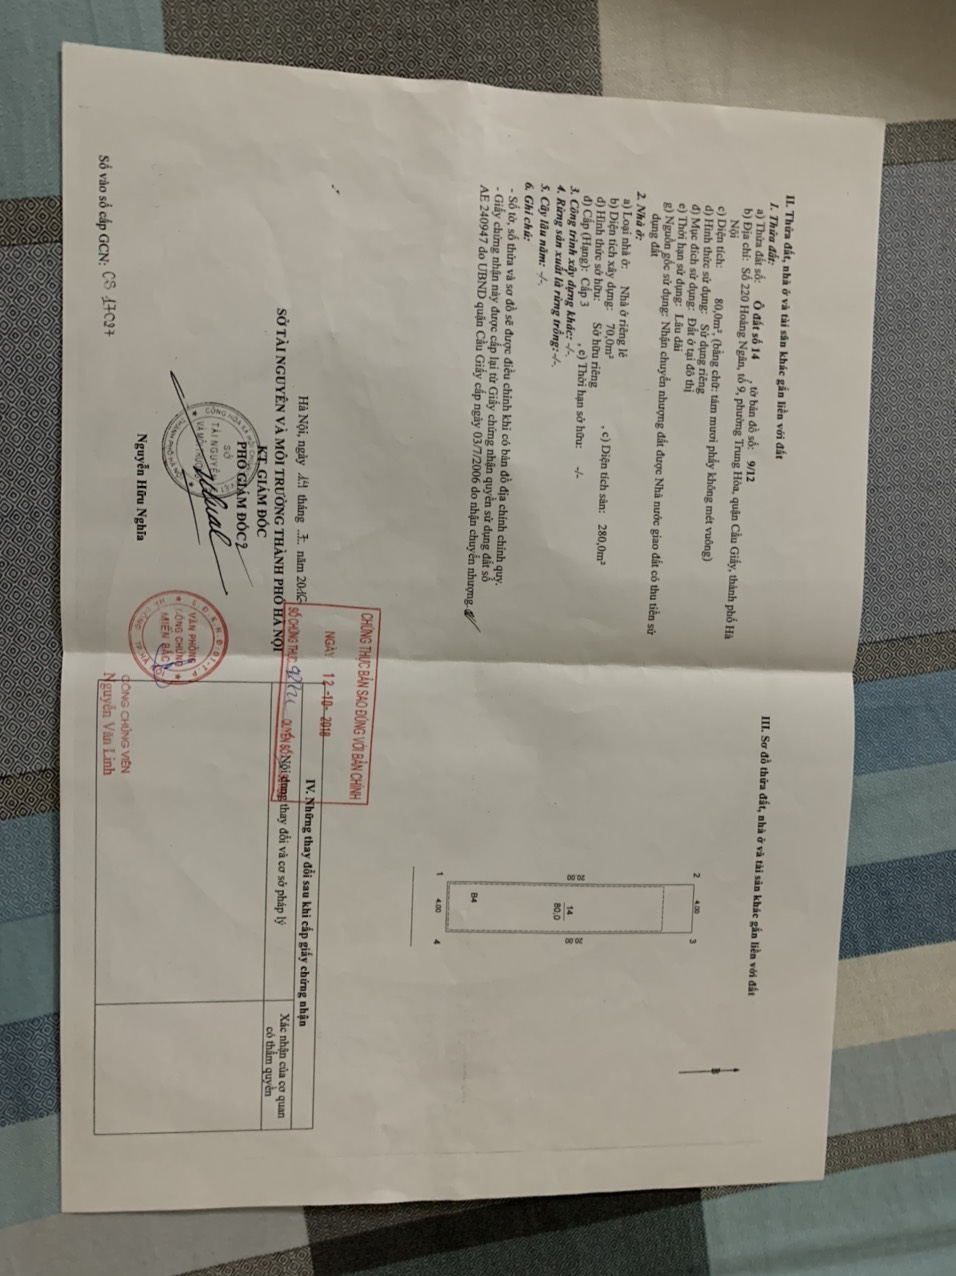 II. Thửa đất, nhà ở và tài sản khác gắn liền với đất
1. Thửa đất:
a) Thửa đất số: Ô đất số 14 , tờ bản đồ số: 9/12
b) Địa chỉ: Số 220 Hoàng Ngân, tổ 9, phường Trung Hòa, quận Cầu Giấy, thành phố Hà
Nội
c) Diện tích: 80,0m², (bằng chữ: tám mươi phẩy không mét vuông)
d) Hình thức sử dụng: Sử dụng riêng
đ) Mục đích sử dụng: Đất ở tại đô thị
e) Thời hạn sử dụng: Lâu dài
g) Nguồn gốc sử dụng: Nhận chuyển nhượng đất được Nhà nước giao đất có thu tiền sử
dụng đất
2. Nhà ở:
a) Loại nhà ở: Nhà ở riêng lẻ
b) Diện tích xây dựng: 70,0m² , c) Diện tích sàn: 280,0m²
d) Hình thức sở hữu: Sở hữu riêng
đ) Cấp (Hạng): Cấp 3 , e) Thời hạn sở hữu: -/-
3. Công trình xây dựng khác: -/-
4. Rừng sản xuất là rừng trồng: -/-
5. Cây lâu năm: -/-
6. Ghi chú:
- Số tờ, số thửa và sơ đồ sẽ được điều chỉnh khi có bản đồ địa chính chính quy.
- Giấy chứng nhận này được cấp lại từ Giấy chứng nhận quyền sử dụng đất số
AE 240947 do UBND quận Cầu Giấy cấp ngày 03/7/2006 do nhận chuyển nhượng.
Hà Nội, ngày tháng năm
SỞ TÀI NGUYÊN VÀ MÔI TRƯỜNG THÀNH PHỐ HÀ NỘI
KT. GIÁM ĐỐC
PHÓ GIÁM ĐỐC
SỞ
TÀI NGUYÊN
Nguyễn Hữu Nghĩa
Số vào sổ cấp GCN: CS 17027
III. Sơ đồ thửa đất, nhà ở và tài sản khác gắn liền với đất
B
2
4.00
3
20.00
14
80,0
20.00
B4
1
4.00
4
CHỨNG THỰC BẢN SAO ĐÚNG VỚI BẢN CHÍNH
NGÀY 12 -10- 2018
SỐ CHỨNG THỰC QUYỂN SỐ
IV. Những thay đổi sau khi cấp giấy chứng nhận
Nội dung thay đổi và cơ sở pháp lý
Xác nhận của cơ quan
có thẩm quyền
VĂN PHÒNG
CÔNG CHỨNG
MIỀN BẮC
CÔNG CHỨNG VIÊN
Nguyễn Văn Linh